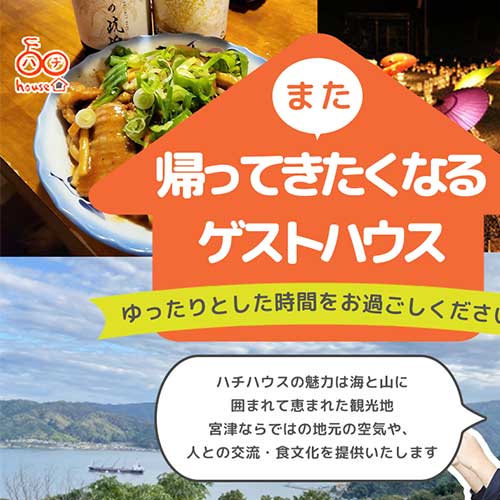 ハチ
house
また
帰ってきたくなる
ゲストハウス
ゆったりとした時間をお過ごしください
ハチハウスの魅力は海と山に
囲まれて恵まれた観光地
宮津ならではの地元の空気や、
人との交流・食文化を提供いたします